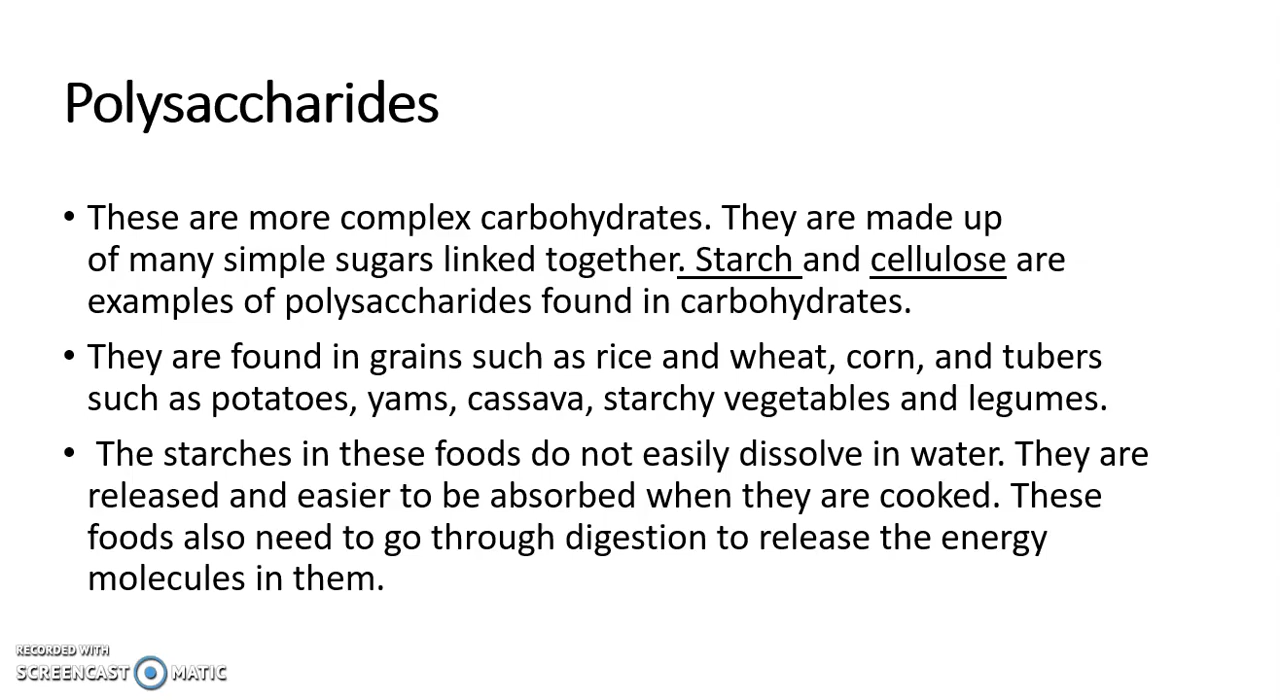 Polysaccharides
• These are more complex carbohydrates. They are made up
of many simple sugars linked together. Starch and cellulose are
examples of polysaccharides found in carbohydrates.
• They are found in grains such as rice and wheat, corn, and tubers
such as potatoes, yams, cassava, starchy vegetables and legumes.
• The starches in these foods do not easily dissolve in water. They are
released and easier to be absorbed when they are cooked. These
foods also need to go through digestion to release the energy
molecules in them.
RECORDED WITH
SCREENCAST MATIC